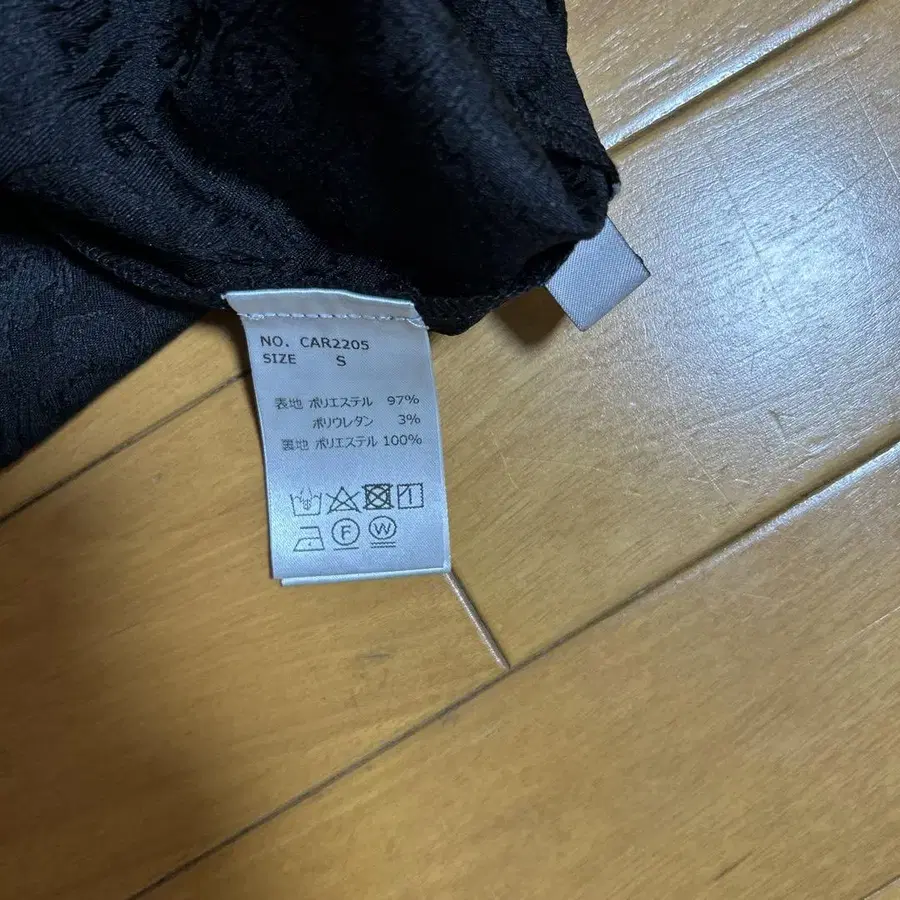 NO. CAR2205
SIZE S
表地 ポリエステル 97%
ポリウレタン 3%
裏地 ポリエステル 100%
F W